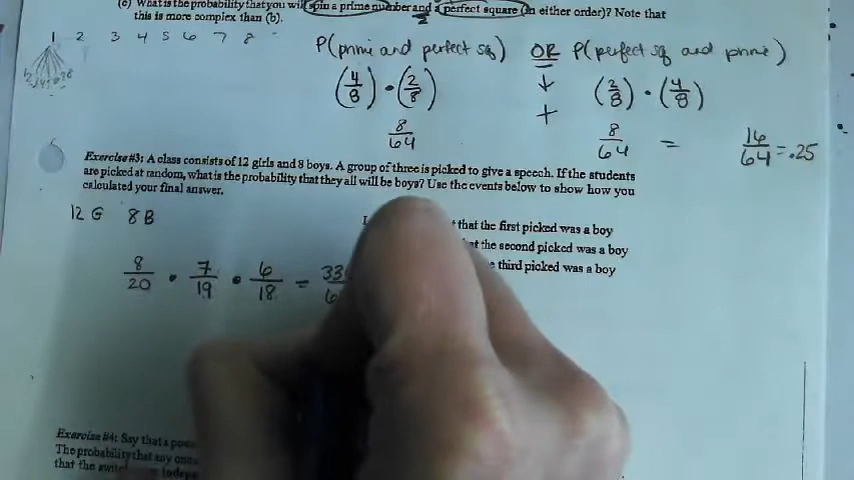 (c) What is the probability that you will spin a prime number and a perfect square (in either order)? Note that
this is more complex than (b).
1 2 3 4 5 6 7 8
P(prime and perfect sq) OR P(perfect sq and prime)
(4/8) • (2/8) + (2/8) • (4/8)
8/64 8/64 = 16/64 = .25
Exercise #3: A class consists of 12 girls and 8 boys. A group of three is picked to give a speech. If the students
are picked at random, what is the probability that they all will be boys? Use the events below to show how you
calculated your final answer.
12 G 8B
that the first picked was a boy
the second picked was a boy
third picked was a boy
8/20 • 7/19 • 6/18 = 33
Exercise #4: Say that a
The probability that any
that the